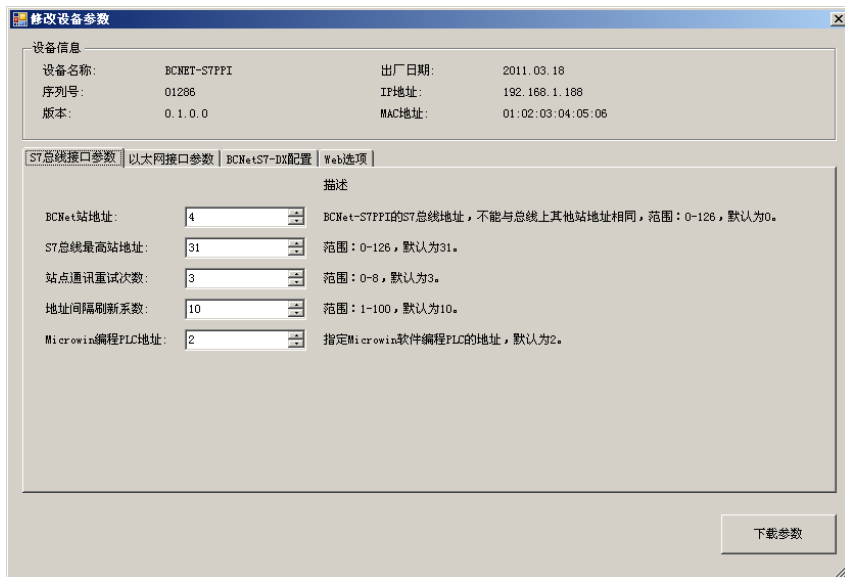 修改设备参数
设备信息
设备名称: BCNET-S7PPI 出厂日期: 2011.03.18
序列号: 01286 IP地址: 192.168.1.188
版本: 0.1.0.0 MAC地址: 01:02:03:04:05:06
S7总线接口参数 以太网接口参数 BCNetS7-DX配置 Web选项
描述
BCNet站地址: 4 BCNet-S7PPI的S7总线地址，不能与总线上其他站地址相同，范围：0-126，默认为0。
S7总线最高站地址: 31 范围：0-126，默认为31。
站点通讯重试次数: 3 范围：0-8，默认为3。
地址间隔刷新系数: 10 范围：1-100，默认为10。
Microwin编程PLC地址: 2 指定Microwin软件编程PLC的地址，默认为2。
下载参数